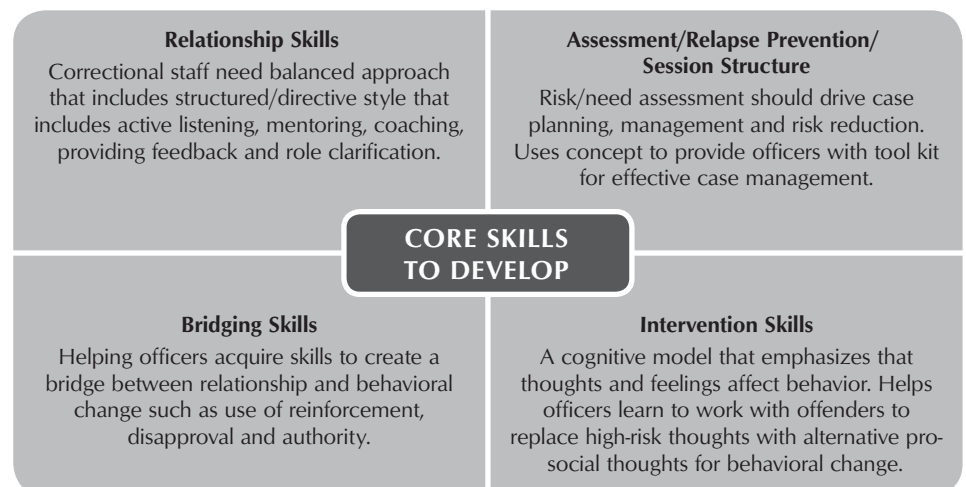 Relationship Skills
Correctional staff need balanced approach
that includes structured/directive style that
includes active listening, mentoring, coaching,
providing feedback and role clarification.
Assessment/Relapse Prevention/
Session Structure
Risk/need assessment should drive case
planning, management and risk reduction.
Uses concept to provide officers with tool kit
for effective case management.
CORE SKILLS
TO DEVELOP
Bridging Skills
Helping officers acquire skills to create a
bridge between relationship and behavioral
change such as use of reinforcement,
disapproval and authority.
Intervention Skills
A cognitive model that emphasizes that
thoughts and feelings affect behavior. Helps
officers learn to work with offenders to
replace high-risk thoughts with alternative pro-
social thoughts for behavioral change.